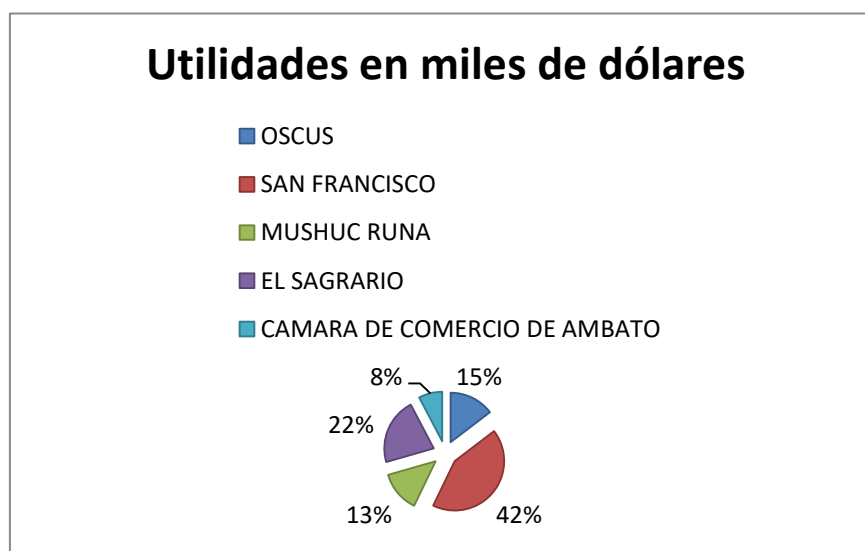 Utilidades en miles de dólares
OSCUS
SAN FRANCISCO
MUSHUC RUNA
EL SAGRARIO
CAMARA DE COMERCIO DE AMBATO
8%
15%
22%
13%
42%